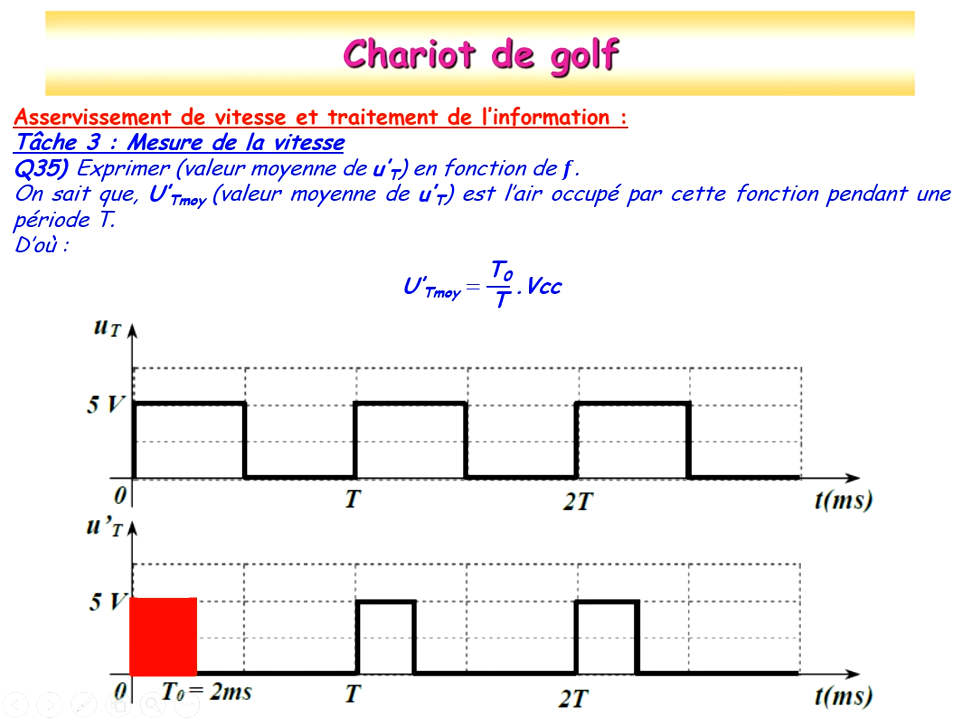 Chariot de golf
Asservissement de vitesse et traitement de l'information :
Tâche 3 : Mesure de la vitesse
Q35) Exprimer (valeur moyenne de u'T) en fonction de f.
On sait que, U'Tmoy (valeur moyenne de u'T) est l'air occupé par cette fonction pendant une
période T.
D'où :
U'Tmoy = T0/T .Vcc
uT
5 V
0 T 2T t(ms)
u'T
5 V
0 T0 = 2ms T 2T t(ms)